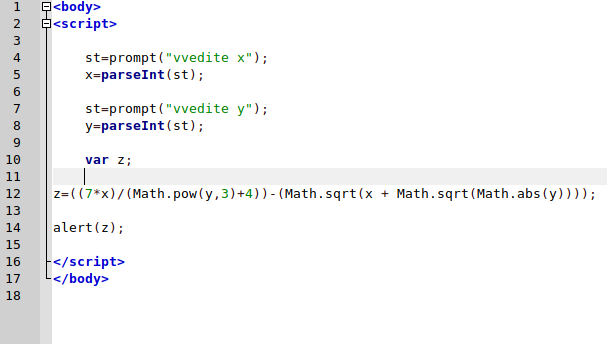 1 <body>
2 <script>
3
4 st=prompt("vvedite x");
5 x=parseInt(st);
6
7 st=prompt("vvedite y");
8 y=parseInt(st);
9
10 var z;
11
12 z=((7*x)/(Math.pow(y,3)+4))-(Math.sqrt(x + Math.sqrt(Math.abs(y))));
13
14 alert(z);
15
16 </script>
17 </body>
18